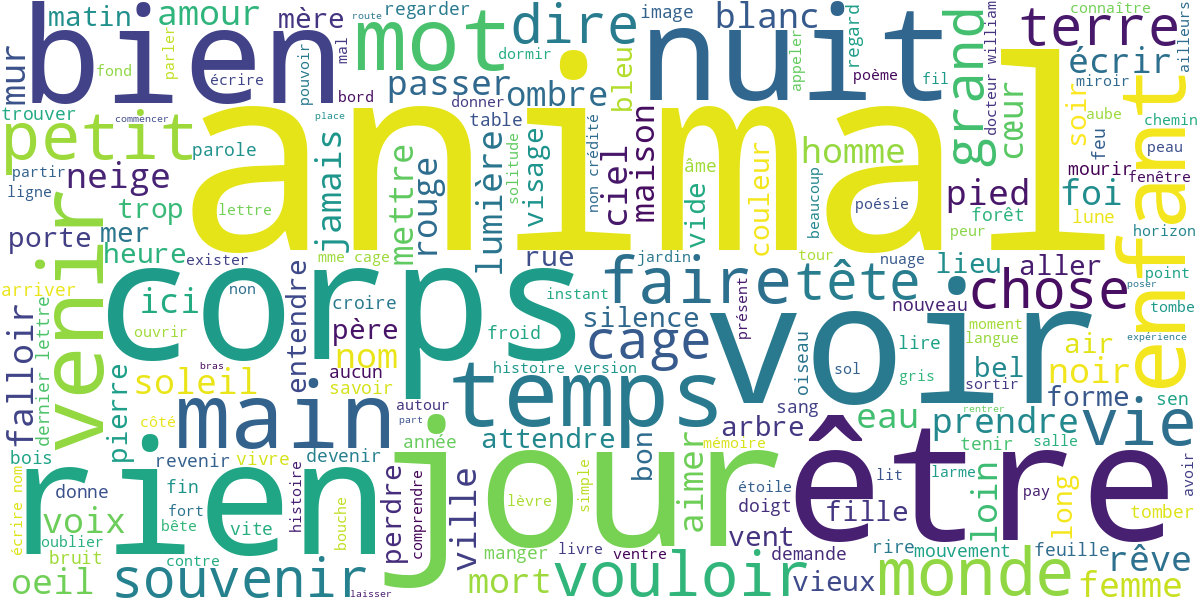 bien
animal
nuit
mot
dire
blanc
terre
matin
amour
mère
regarder
image
route
connaître
william
docteur
ailleurs
mur
fond
parler
écrire
pouvoir
mal
bord
passer
dormir
ombre
donner
table
bleu
appeler
regard
poème
fil
grand
cœur
écrir
miroir
soir
aube
feu
chemin
peau
mourir
fenêtre
enfant
trouver
commencer
petit
parole
place
partir
ligne
neige
trop
lettre
jamais
mettre
rouge
lumière
solitude
visage
non crédité
ciel
maison
âme
vide
couleur
homme
beaucoup
poésie
pied
forêt
peur
foi
lune
horizon
porte
mer
heure
exister
mme cage
rue
jardin
tour
nuage
lieu
aller
point
poser
tombe
expérience
arriver
venir
corps
ici
non
ouvrir
entendre
croire
père
nom
aucun
savoir
froid
instant
faire
tête
silence
cage
présent
voir
nouveau
chose
moment
langue
lire
bel
gris
sortir
air
noir
falloir
dernier lettre
soleil
bras
côté
pierre
main
autour
part
année
temps
histoire version
oiseau
sol
sang
arbre
eau
rentrer
prendre
forme
vie
sen
tenir
salle
bois
revenir
vivre
devenir
attendre
bon
aimer
mémoire
être
rien
jour
écrire nom
donne
fin
fort
bête
vite
histoire
bouche
perdre
comprendre
ville
lèvre
simple
étoile
doigt
lit
larme
fille
loin
pay
long
avoir
tomber
voix
oublier
bruit
contre
manger
livre
ventre
vent
demande
rire
mouvement
feuille
rêve
oeil
souvenir
laisser
mort
vouloir
vieux
monde
femme